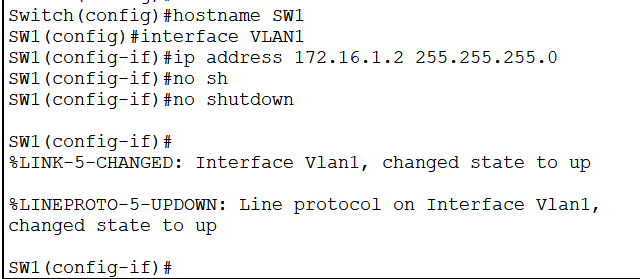 Switch(config)#hostname SW1
SW1(config)#interface VLAN1
SW1(config-if)#ip address 172.16.1.2 255.255.255.0
SW1(config-if)#no sh
SW1(config-if)#no shutdown
SW1(config-if)#
%LINK-5-CHANGED: Interface Vlan1, changed state to up
%LINEPROTO-5-UPDOWN: Line protocol on Interface Vlan1,
changed state to up
SW1(config-if)#